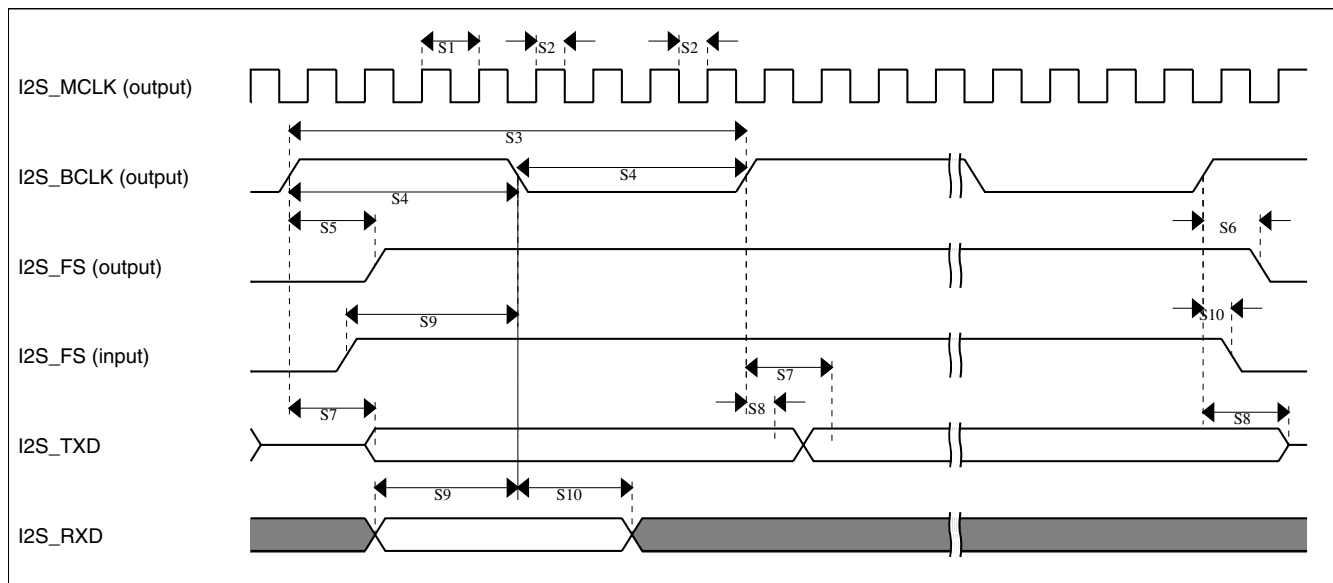 S1 S2 S2
I2S_MCLK (output)
S3
I2S_BCLK (output)
S4
S4
S5 S6
I2S_FS (output)
S9 S10
I2S_FS (input)
S7
S7 S8 S8
I2S_TXD
S9 S10
I2S_RXD